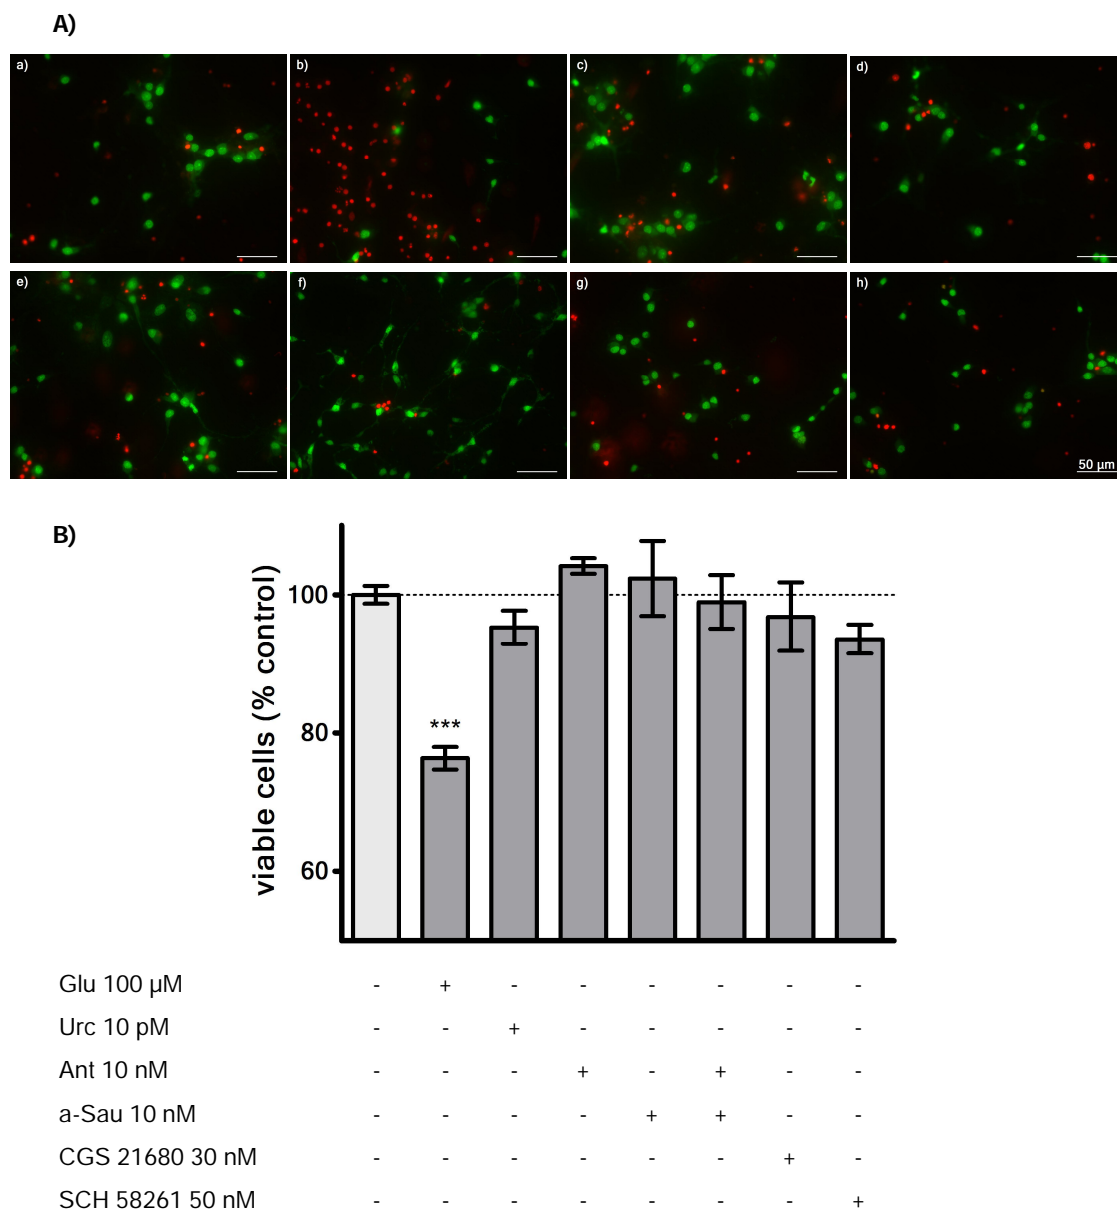 A)
a) b) c) d)
e) f) g) h)
50 µm
B)
viable cells (% control)
100
80
60
***
Glu 100 µM - + - - - - - -
Urc 10 pM - - + - - - - -
Ant 10 nM - - - + - + - -
a-Sau 10 nM - - - - + + - -
CGS 21680 30 nM - - - - - - + -
SCH 58261 50 nM - - - - - - - +